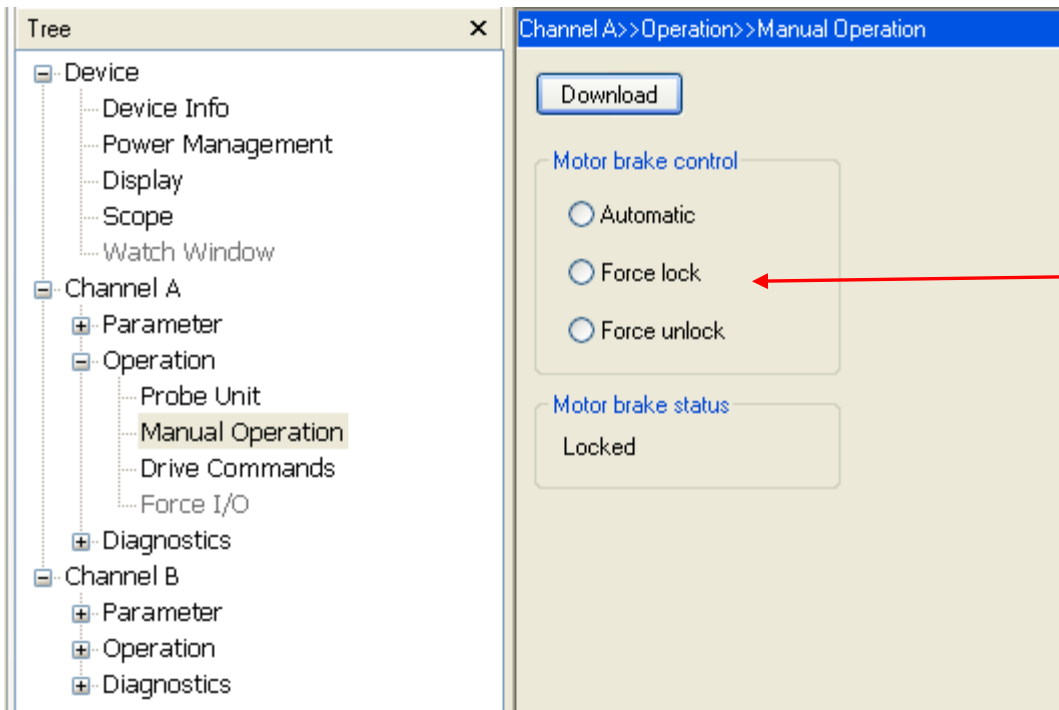 Tree
Device
Device Info
Power Management
Display
Scope
Watch Window
Channel A
Parameter
Operation
Probe Unit
Manual Operation
Drive Commands
Force I/O
Diagnostics
Channel B
Parameter
Operation
Diagnostics
Channel A>>Operation>>Manual Operation
Download
Motor brake control
Automatic
Force lock
Force unlock
Motor brake status
Locked